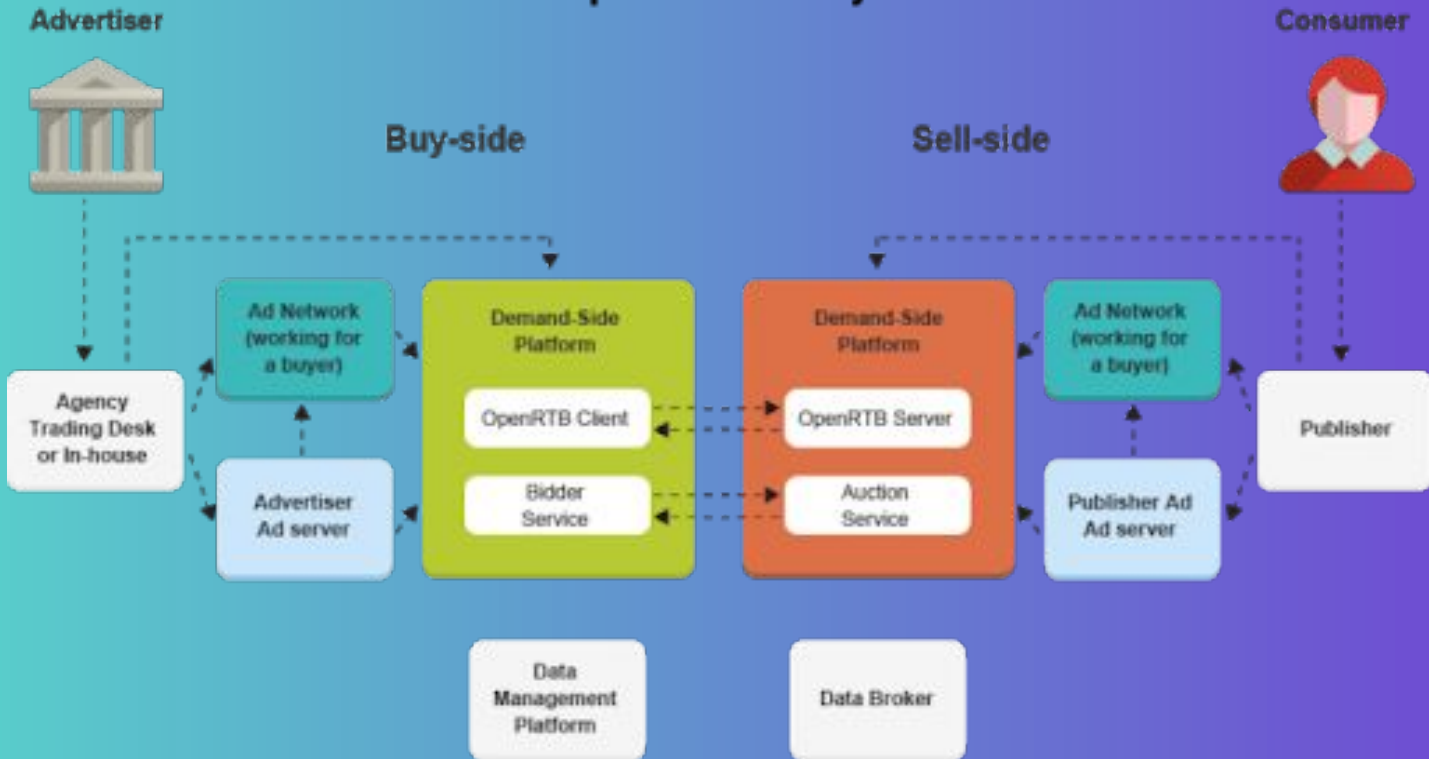 Advertiser
Consumer
Buy-side
Sell-side
Ad Network
(working for
a buyer)
Demand-Side
Platform
Demand-Side
Platform
Ad Network
(working for
a buyer)
Agency
Trading Desk
or In-house
OpenRTB Client
OpenRTB Server
Publisher
Advertiser
Ad server
Bidder
Service
Auction
Service
Publisher Ad
Ad server
Data
Management
Platform
Data Broker